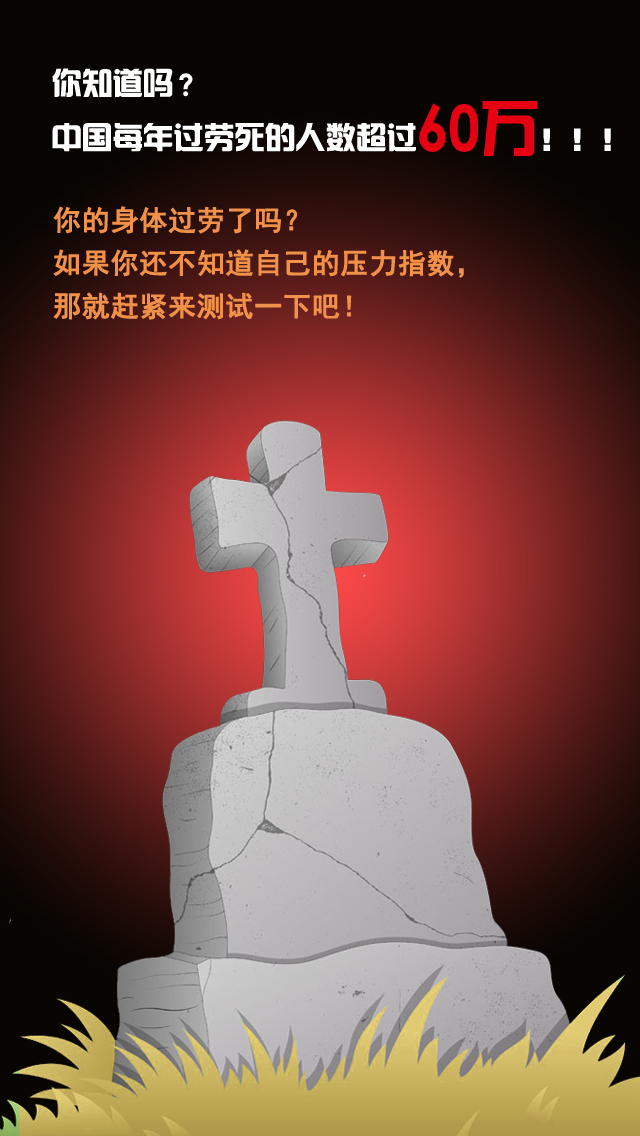 你知道吗？
中国每年过劳死的人数超过60万！！！
你的身体过劳了吗？
如果你还不知道自己的压力指数，
那就赶紧来测试一下吧！